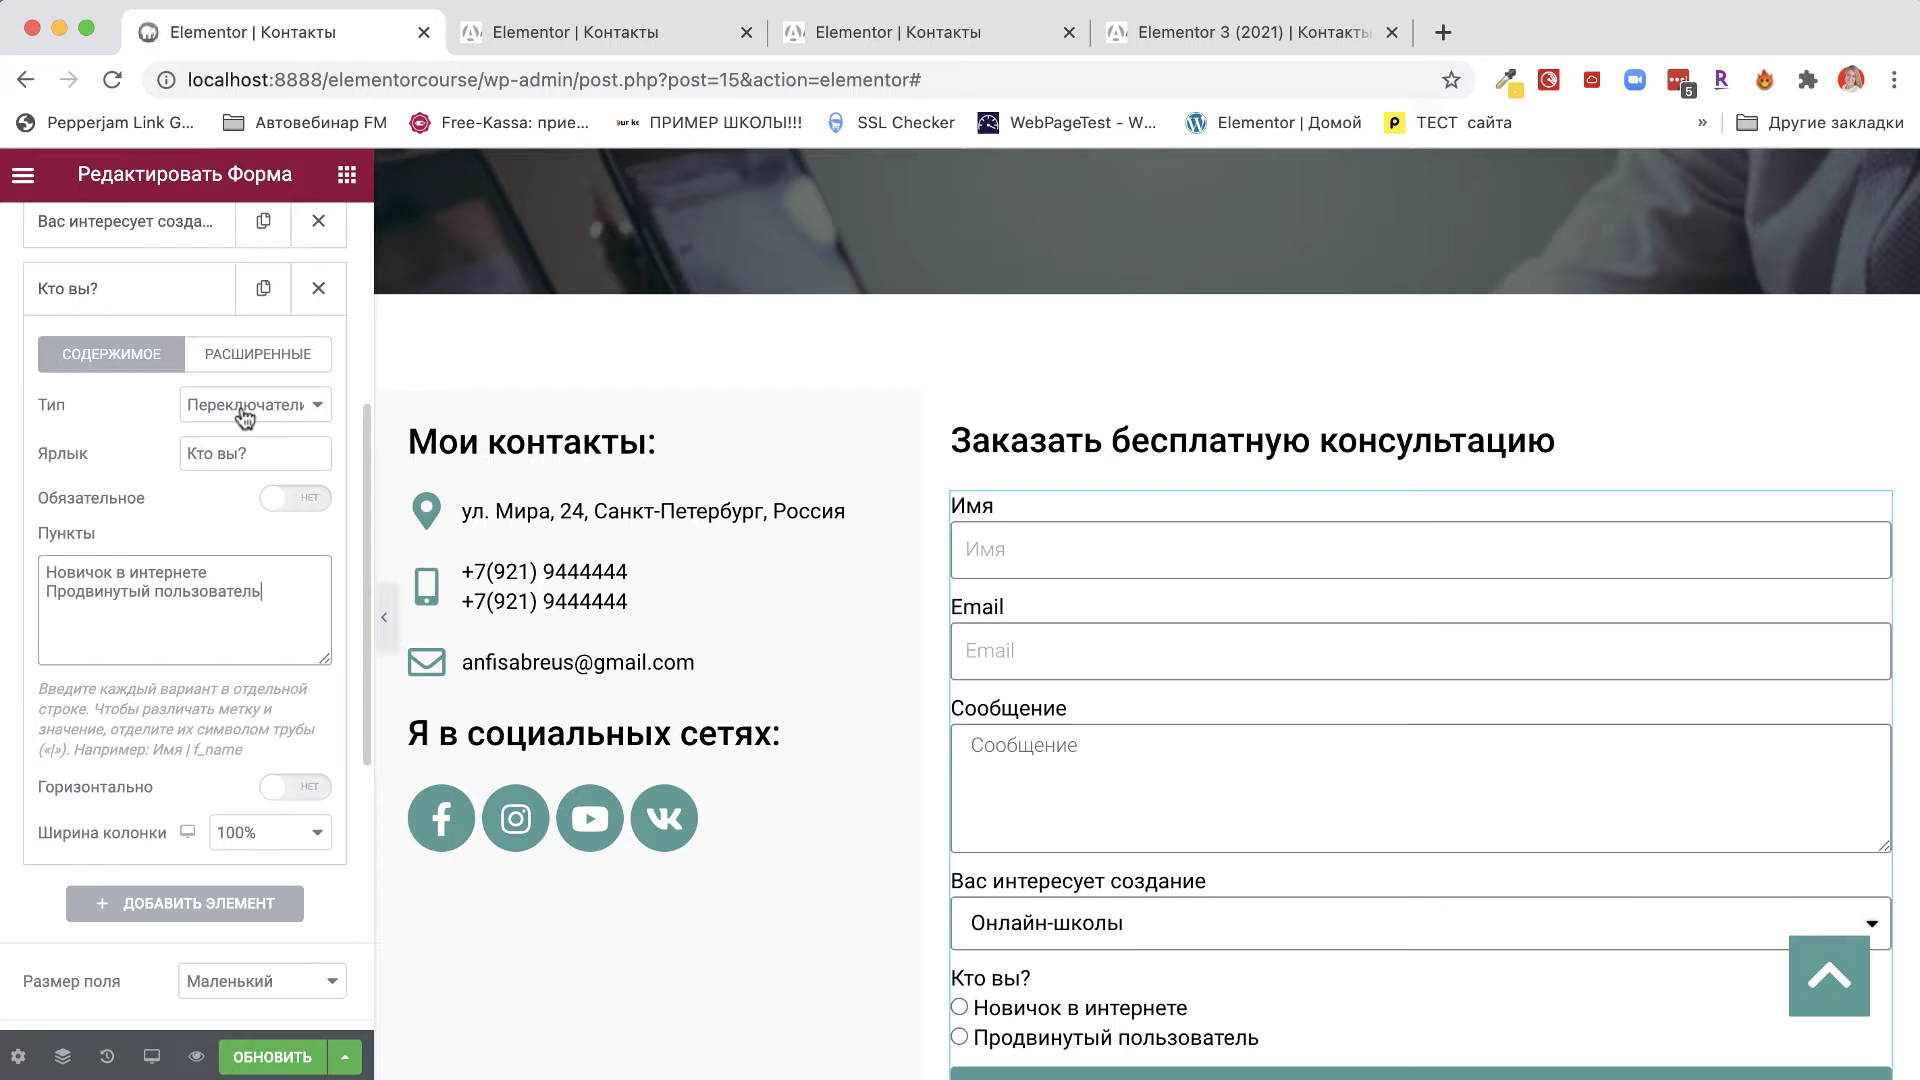 Elementor | Контакты
Elementor | Контакты
Elementor | Контакты
Elementor 3 (2021) | Контакты
localhost:8888/elementorcourse/wp-admin/post.php?post=15&action=elementor#
5
Pepperjam Link G...
Автовебинар FM
Free-Kassa: прие...
ПРИМЕР ШКОЛЫ!!!
SSL Checker
WebPageTest - W...
Elementor | Домой
ТЕСТ сайта
»
Другие закладки
Редактировать Форма
Вас интересует созда...
Кто вы?
СОДЕРЖИМОЕ
РАСШИРЕННЫЕ
Тип
Переключатели
Ярлык
Кто вы?
Обязательное
НЕТ
Пункты
Новичок в интернете
Продвинутый пользователь
Введите каждый вариант в отдельной
строке. Чтобы различать метку и
значение, отделите их символом трубы
(«|»). Например: Имя | f_name
Горизонтально
НЕТ
Ширина колонки
100%
+ ДОБАВИТЬ ЭЛЕМЕНТ
Размер поля
Маленький
ОБНОВИТЬ
Мои контакты:
ул. Мира, 24, Санкт-Петербург, Россия
+7(921) 9444444
+7(921) 9444444
anfisabreus@gmail.com
Я в социальных сетях:
Заказать бесплатную консультацию
Имя
Имя
Email
Email
Сообщение
Сообщение
Вас интересует создание
Онлайн-школы
Кто вы?
Новичок в интернете
Продвинутый пользователь